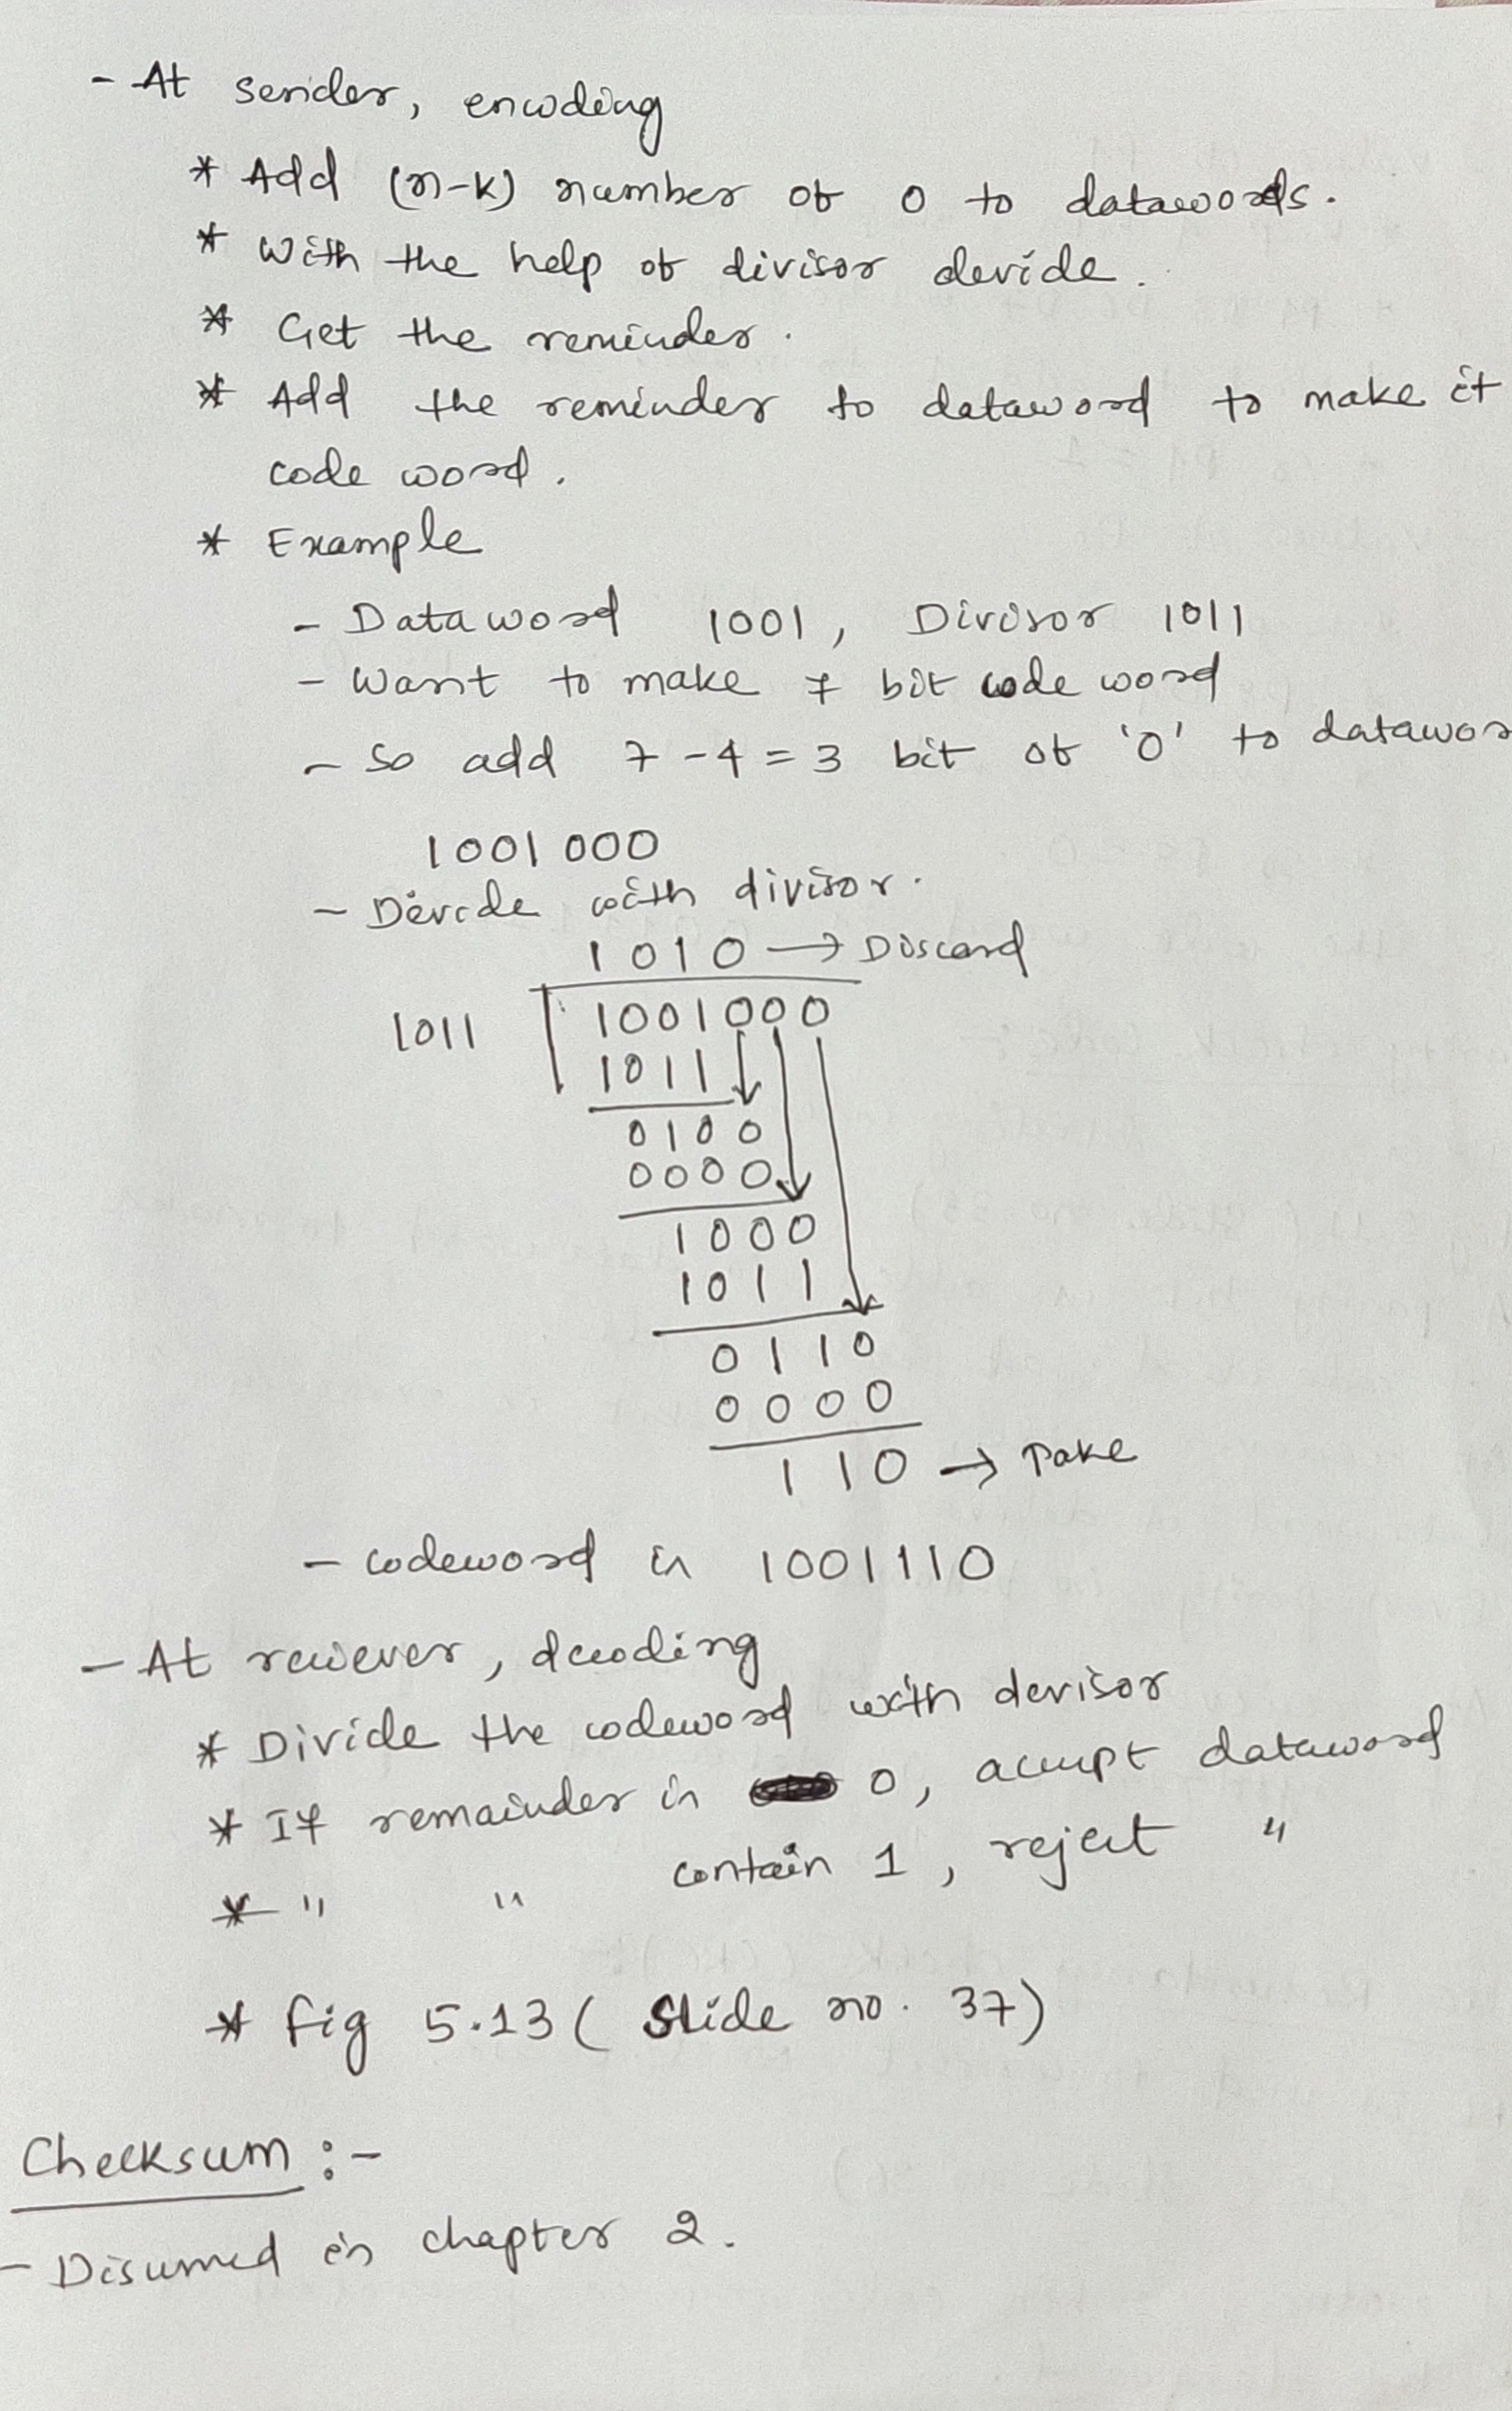 - At sender, encoding
* Add (n-k) number of 0 to datawords.
* With the help of divisor devide.
* Get the reminder.
* Add the reminder to dataword to make it
code word.
* Example
- Dataword 1001, Divisor 1011
- Want to make 7 bit code word
- So add 7-4=3 bit of '0' to datawor
1001000
- Devide with divisor.
1010 → Discard
1011 1001000
1011
0100
0000
1000
1011
0110
0000
110 → Take
- codeword is 1001110
- At reciever, decoding
* Divide the codeword with devisor
* If remainder is 0, accept dataword
* " " contain 1, reject "
* Fig 5.13 ( Slide no. 37)
Checksum :-
- Discussed in chapter 2.